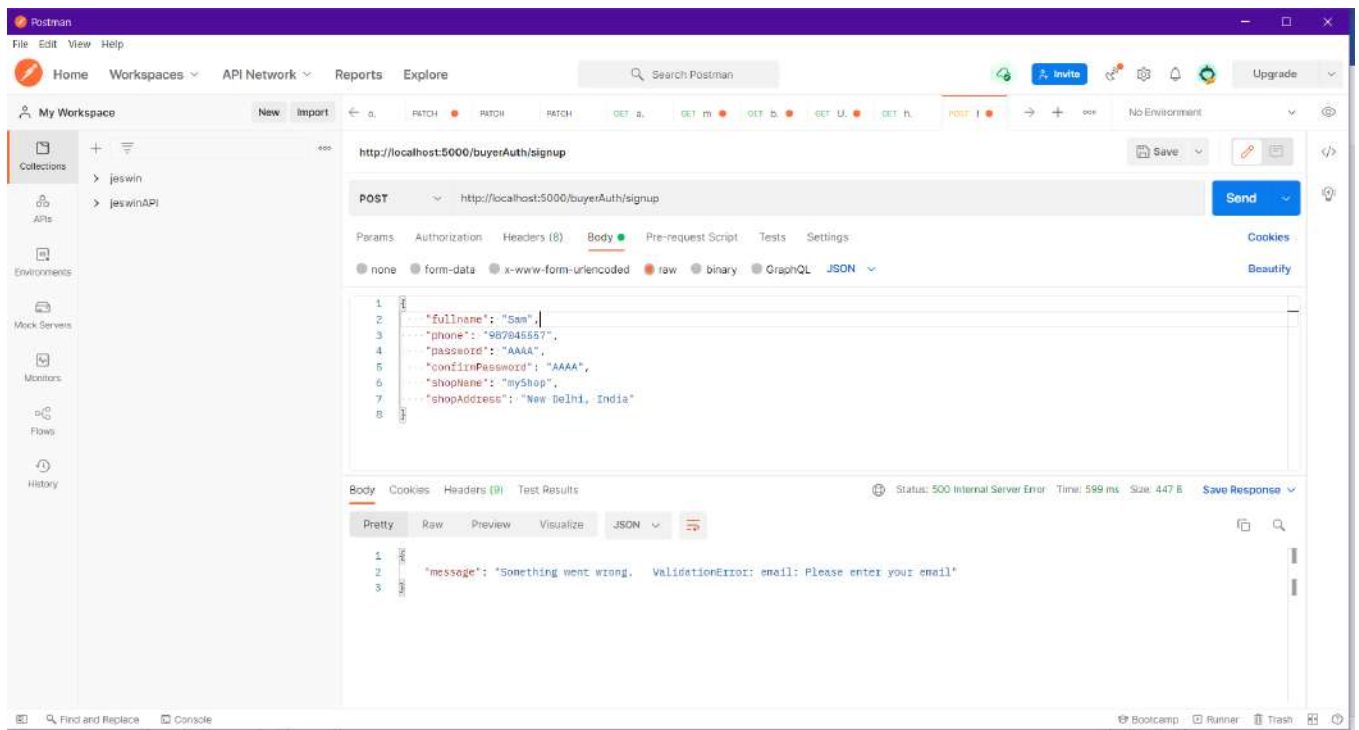 Postman
File Edit View Help
Home Workspaces API Network Reports Explore Search Postman Invite Upgrade
My Workspace New Import PATCH PATCH PATCH GET a. GET m GET b. GET U. GET h. POST No Environment
Collections
jeswin
jeswinAPI
APIs
Environments
Mock Servers
Monitors
Flows
History
http://localhost:5000/buyerAuth/signup Save
POST http://localhost:5000/buyerAuth/signup Send
Params Authorization Headers (8) Body Pre-request Script Tests Settings Cookies
none form-data x-www-form-urlencoded raw binary GraphQL JSON Beautify
1 {
2 "fullname": "Sam",
3 "phone": "987045557",
4 "password": "AAAA",
5 "confirmPassword": "AAAA",
6 "shopName": "myShop",
7 "shopAddress": "New Delhi, India"
8 }
Body Cookies Headers (9) Test Results Status: 500 Internal Server Error Time: 599 ms Size: 447 B Save Response
Pretty Raw Preview Visualize JSON
1 {
2 "message": "Something went wrong. ValidationError: email: Please enter your email"
3 }
Find and Replace Console Bootcamp Runner Trash